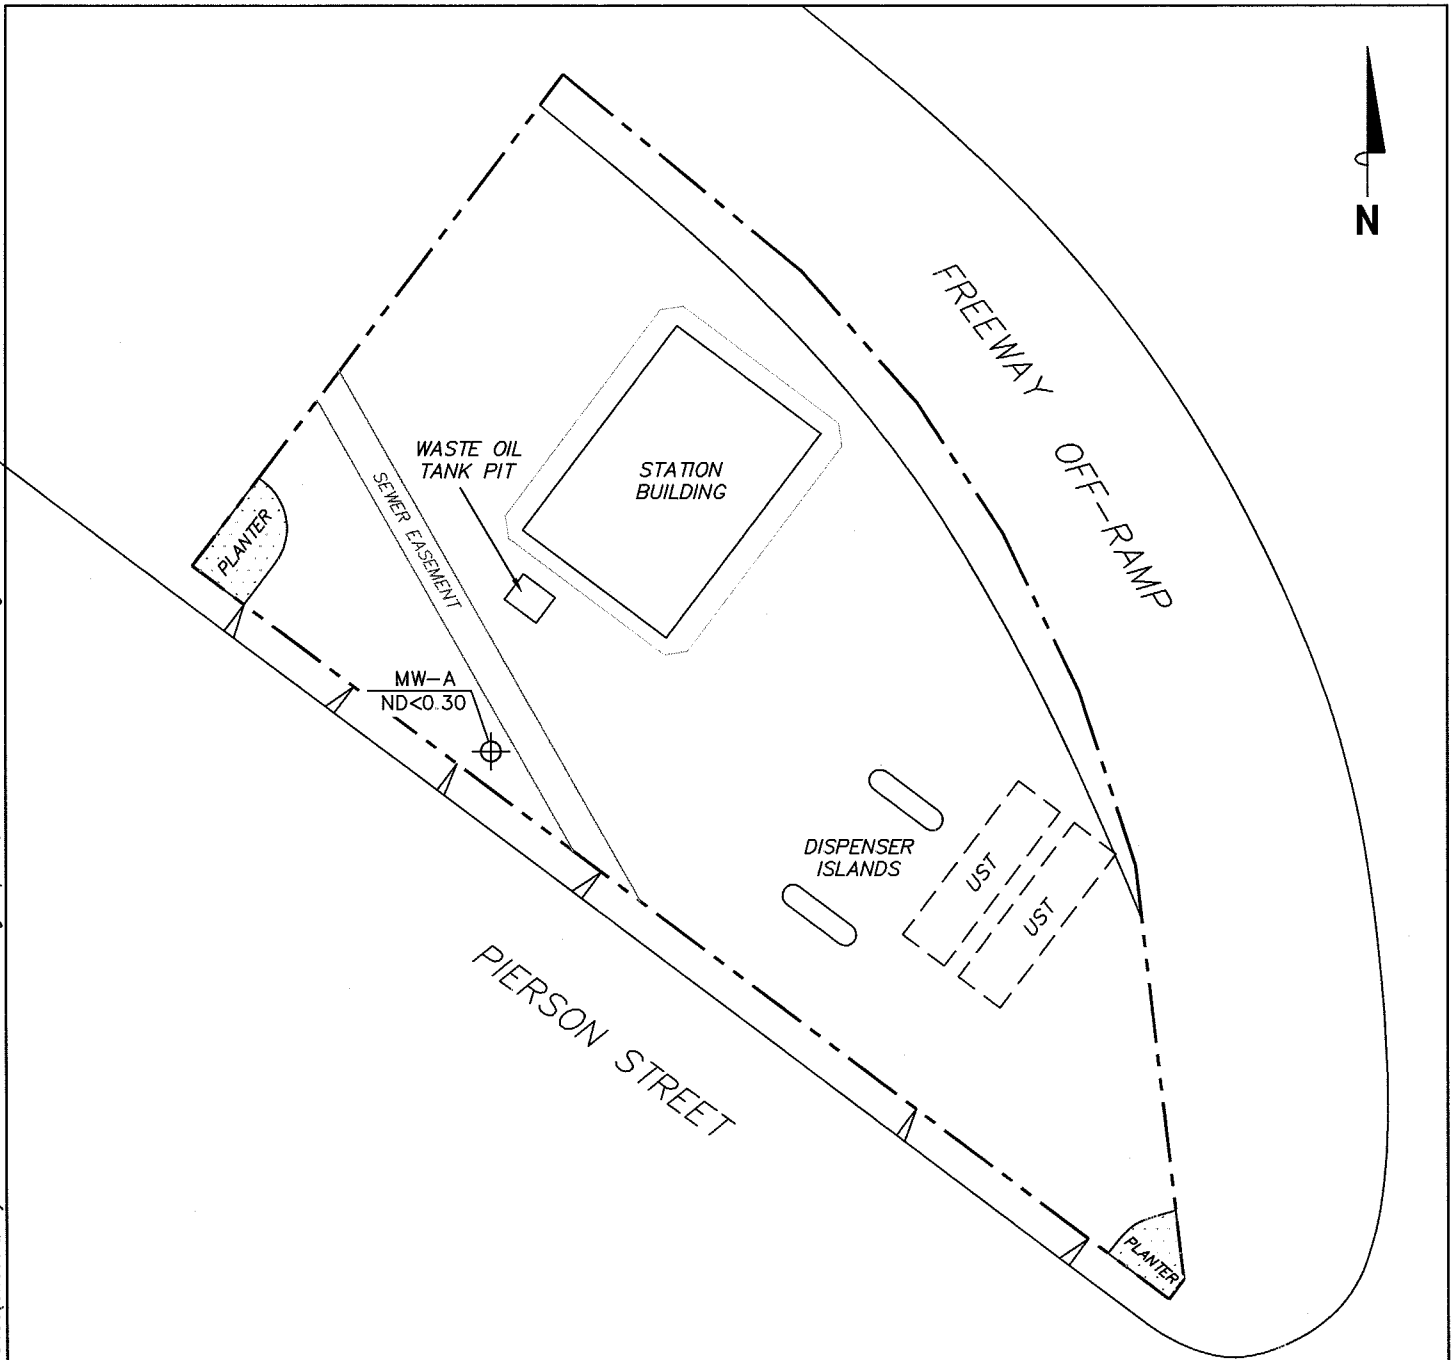 N
FREEWAY OFF-RAMP
WASTE OIL
TANK PIT
STATION
BUILDING
SEWER EASEMENT
PLANTER
MW-A
ND<0.30
DISPENSER
ISLANDS
UST
UST
PIERSON STREET
PLANTER